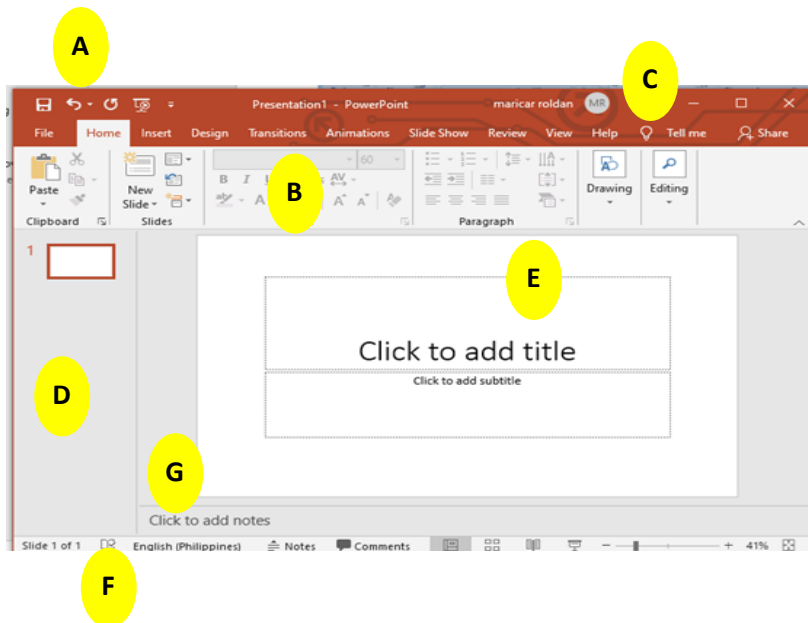 A
C
Presentation1 - PowerPoint maricar roldan MR
File Home Insert Design Transitions Animations Slide Show Review View Help Tell me Share
60
B I AV
Paste New Slide Drawing Editing
A A A
B
Clipboard Slides Paragraph
1
E
Click to add title
Click to add subtitle
D
G
Click to add notes
Slide 1 of 1 English (Philippines) Notes Comments 41%
F